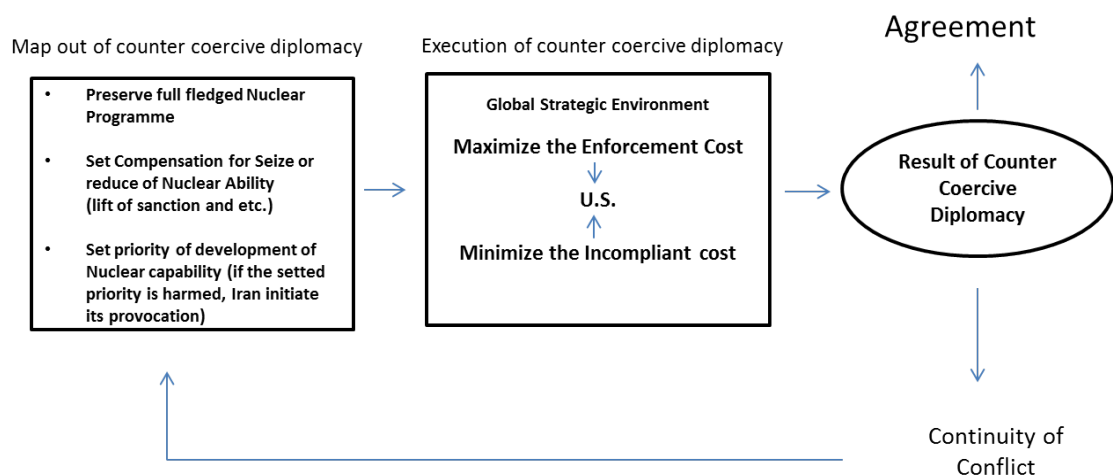 Map out of counter coercive diplomacy
• Preserve full fledged Nuclear
Programme
• Set Compensation for Seize or
reduce of Nuclear Ability
(lift of sanction and etc.)
• Set priority of development of
Nuclear capability (if the setted
priority is harmed, Iran initiate
its provocation)
Execution of counter coercive diplomacy
Global Strategic Environment
Maximize the Enforcement Cost
U.S.
Minimize the Incompliant cost
Agreement
Result of Counter
Coercive
Diplomacy
Continuity of
Conflict